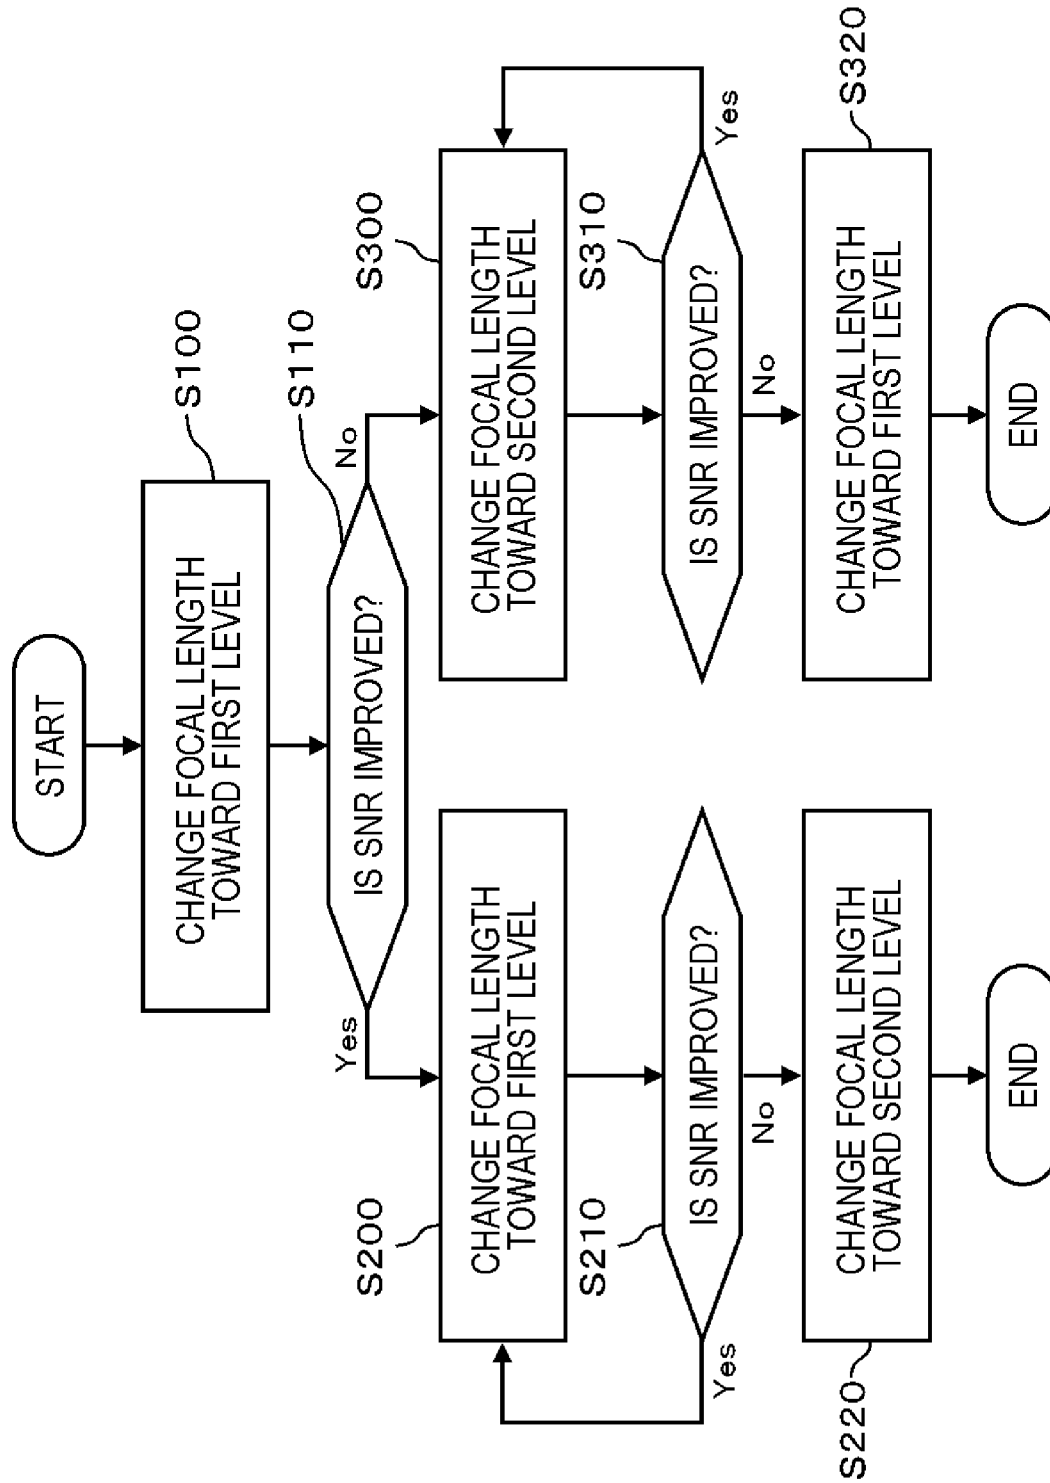 START
CHANGE FOCAL LENGTH
TOWARD FIRST LEVEL
S100
IS SNR IMPROVED?
S110
Yes
No
S200
CHANGE FOCAL LENGTH
TOWARD FIRST LEVEL
S210
IS SNR IMPROVED?
Yes
No
S220
CHANGE FOCAL LENGTH
TOWARD SECOND LEVEL
END
S300
CHANGE FOCAL LENGTH
TOWARD SECOND LEVEL
S310
IS SNR IMPROVED?
Yes
No
S320
CHANGE FOCAL LENGTH
TOWARD FIRST LEVEL
END